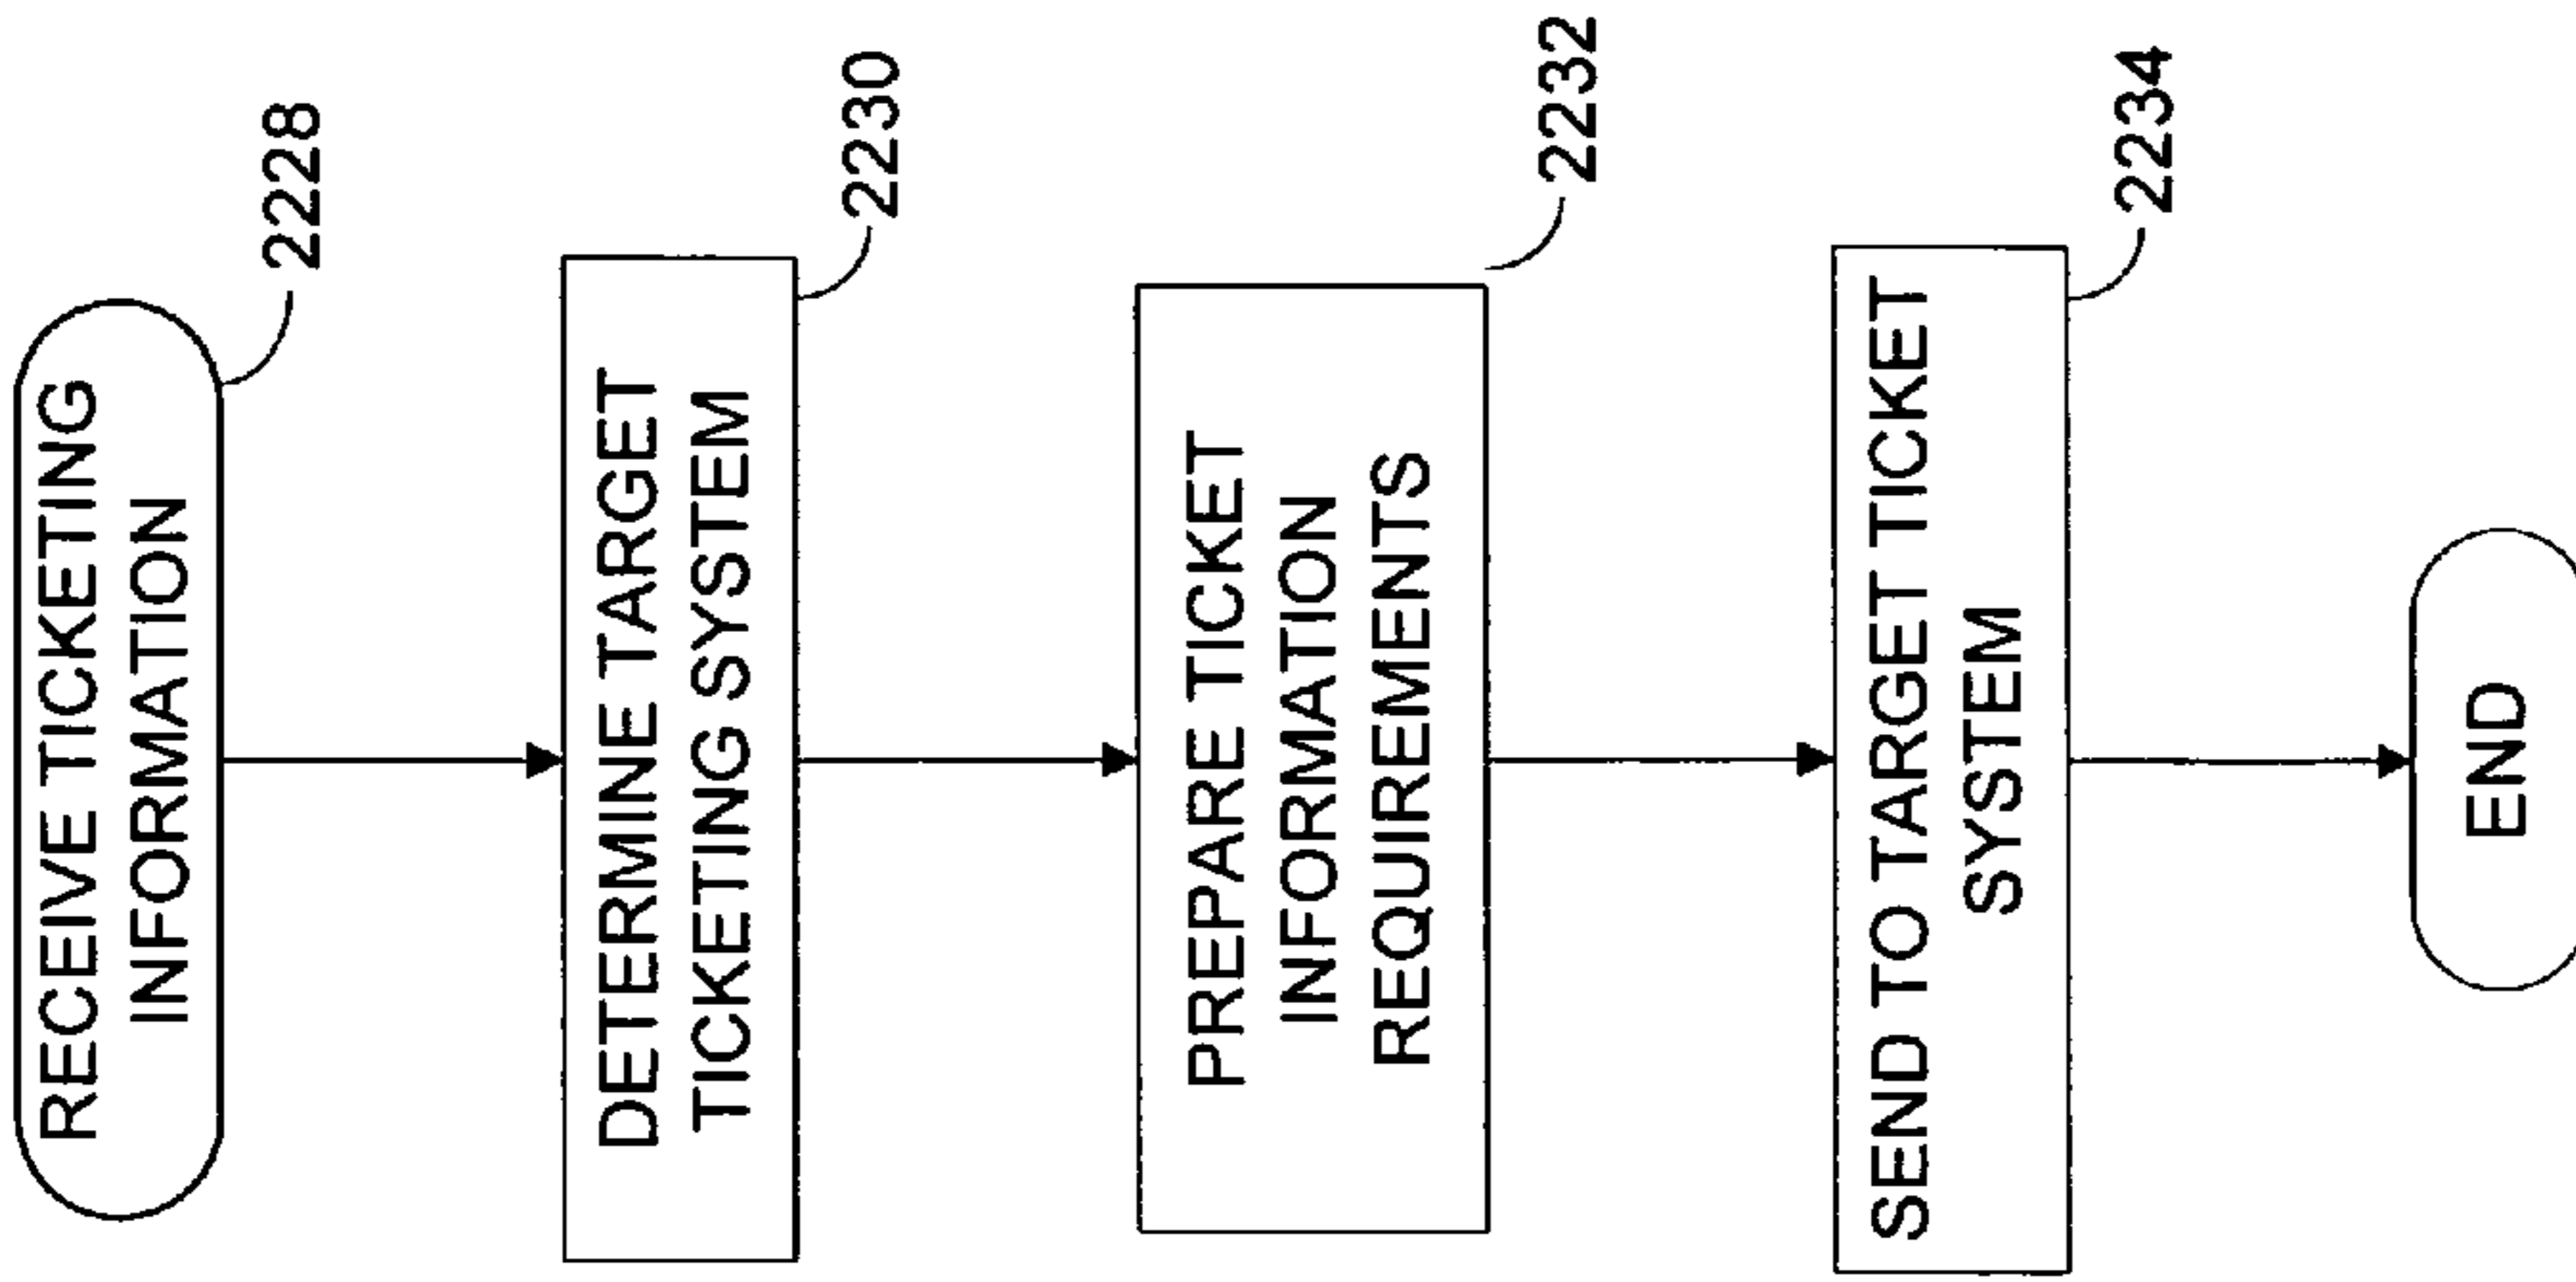 RECEIVE TICKETING
INFORMATION
2228
DETERMINE TARGET
TICKETING SYSTEM
2230
PREPARE TICKET
INFORMATION
REQUIREMENTS
2232
SEND TO TARGET TICKET
SYSTEM
2234
END